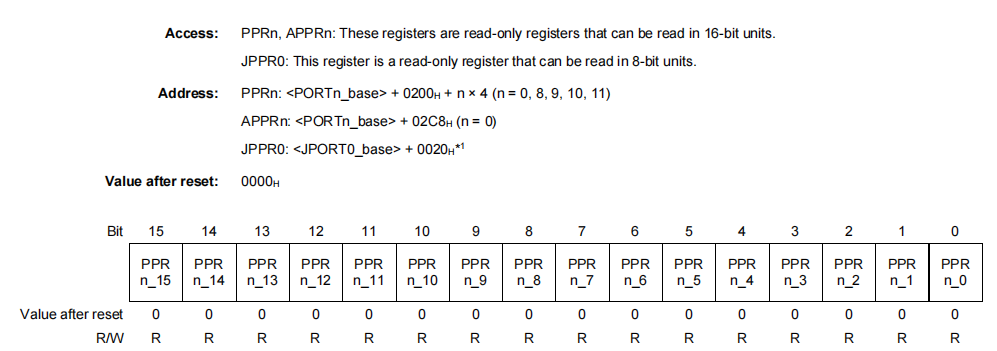 Access: PPRn, APPRn: These registers are read-only registers that can be read in 16-bit units.
JPPR0: This register is a read-only register that can be read in 8-bit units.
Address: PPRn: <PORTn_base> + 0200H + n × 4 (n = 0, 8, 9, 10, 11)
APPRn: <PORTn_base> + 02C8H (n = 0)
JPPR0: <JPORT0_base> + 0020H*1
Value after reset: 0000H
Bit 15 14 13 12 11 10 9 8 7 6 5 4 3 2 1 0
PPR PPR PPR PPR PPR PPR PPR PPR PPR PPR PPR PPR PPR PPR PPR PPR
n_15 n_14 n_13 n_12 n_11 n_10 n_9 n_8 n_7 n_6 n_5 n_4 n_3 n_2 n_1 n_0
Value after reset 0 0 0 0 0 0 0 0 0 0 0 0 0 0 0 0
R/W R R R R R R R R R R R R R R R R